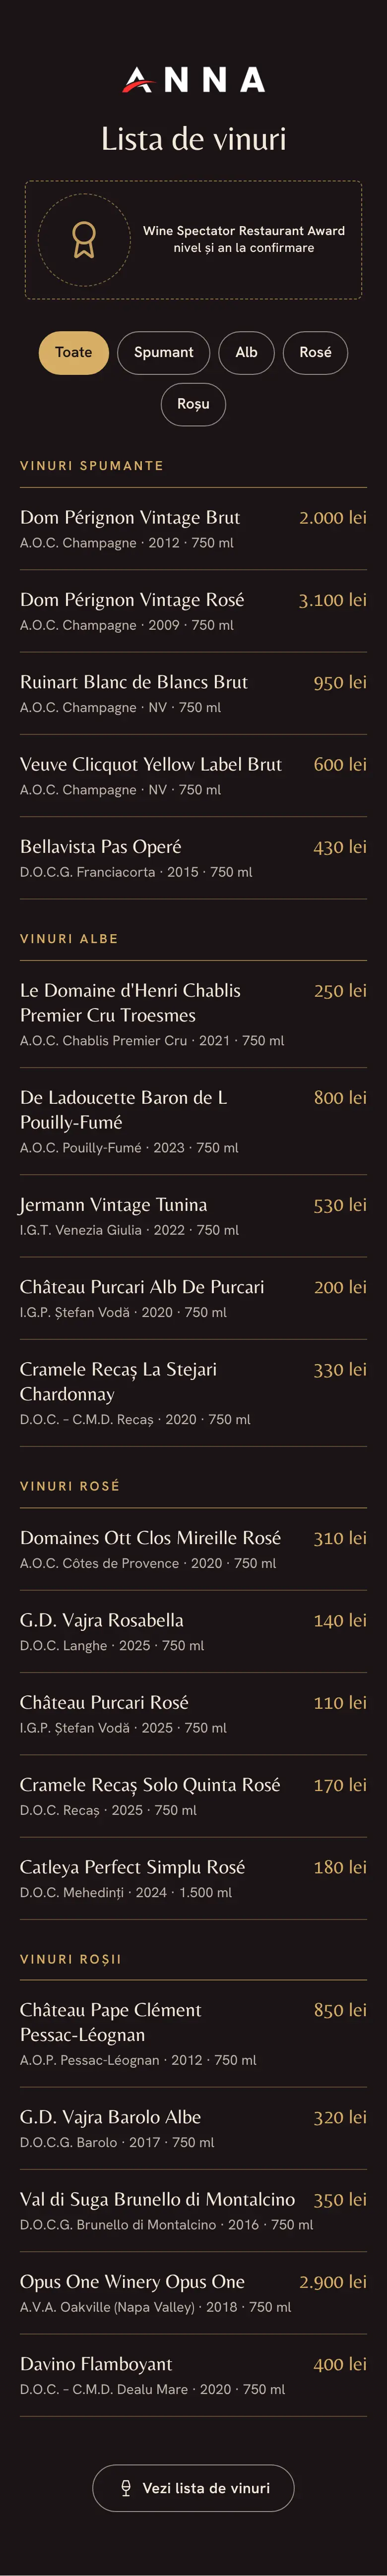 ANNA
Lista de vinuri
Wine Spectator Restaurant Award
nivel și an la confirmare
Toate
Spumant
Alb
Rosé
Roșu
VINURI SPUMANTE
Dom Pérignon Vintage Brut 2.000 lei
A.O.C. Champagne · 2012 · 750 ml
Dom Pérignon Vintage Rosé 3.100 lei
A.O.C. Champagne · 2009 · 750 ml
Ruinart Blanc de Blancs Brut 950 lei
A.O.C. Champagne · NV · 750 ml
Veuve Clicquot Yellow Label Brut 600 lei
A.O.C. Champagne · NV · 750 ml
Bellavista Pas Operé 430 lei
D.O.C.G. Franciacorta · 2015 · 750 ml
VINURI ALBE
Le Domaine d'Henri Chablis 250 lei
Premier Cru Troesmes
A.O.C. Chablis Premier Cru · 2021 · 750 ml
De Ladoucette Baron de L 800 lei
Pouilly-Fumé
A.O.C. Pouilly-Fumé · 2023 · 750 ml
Jermann Vintage Tunina 530 lei
I.G.T. Venezia Giulia · 2022 · 750 ml
Château Purcari Alb De Purcari 200 lei
I.G.P. Ștefan Vodă · 2020 · 750 ml
Cramele Recaș La Stejari 330 lei
Chardonnay
D.O.C. – C.M.D. Recaș · 2020 · 750 ml
VINURI ROSÉ
Domaines Ott Clos Mireille Rosé 310 lei
A.O.C. Côtes de Provence · 2020 · 750 ml
G.D. Vajra Rosabella 140 lei
D.O.C. Langhe · 2025 · 750 ml
Château Purcari Rosé 110 lei
I.G.P. Ștefan Vodă · 2025 · 750 ml
Cramele Recaș Solo Quinta Rosé 170 lei
D.O.C. Recaș · 2025 · 750 ml
Catleya Perfect Simplu Rosé 180 lei
D.O.C. Mehedinți · 2024 · 1.500 ml
VINURI ROȘII
Château Pape Clément 850 lei
Pessac-Léognan
A.O.P. Pessac-Léognan · 2012 · 750 ml
G.D. Vajra Barolo Albe 320 lei
D.O.C.G. Barolo · 2017 · 750 ml
Val di Suga Brunello di Montalcino 350 lei
D.O.C.G. Brunello di Montalcino · 2016 · 750 ml
Opus One Winery Opus One 2.900 lei
A.V.A. Oakville (Napa Valley) · 2018 · 750 ml
Davino Flamboyant 400 lei
D.O.C. – C.M.D. Dealu Mare · 2020 · 750 ml
Vezi lista de vinuri